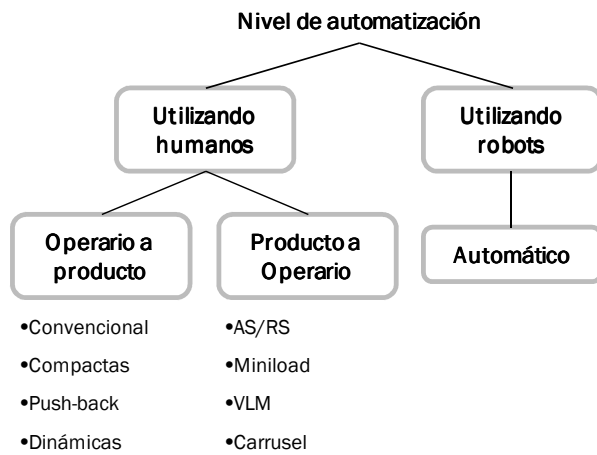 Nivel de automatización
Utilizando
humanos
Utilizando
robots
Operario a
producto
Producto a
Operario
Automático
•Convencional
•Compactas
•Push-back
•Dinámicas
•AS/RS
•Miniload
•VLM
•Carrusel